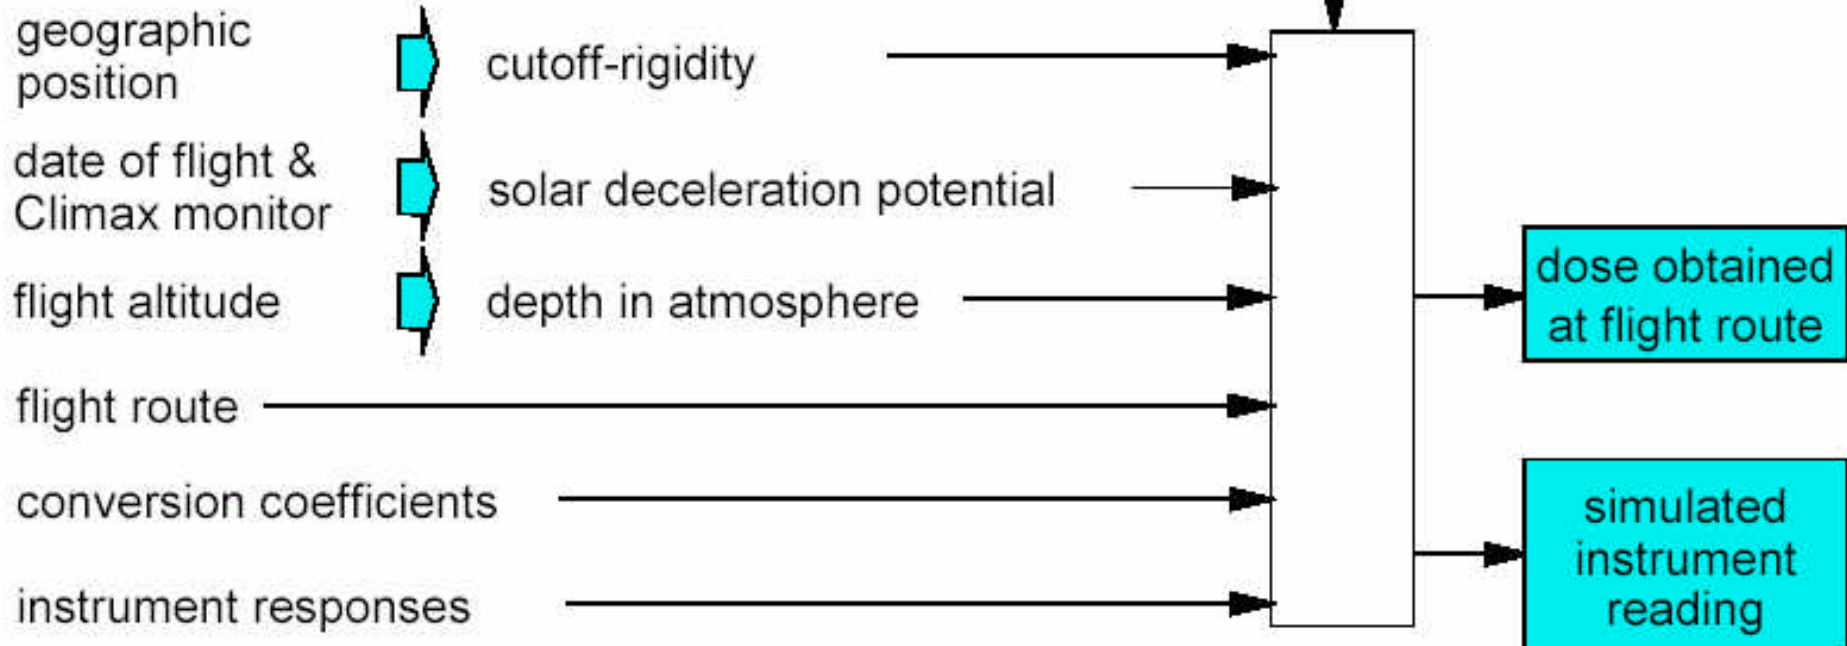 geographic
position
cutoff-rigidity
date of flight &
Climax monitor
solar deceleration potential
flight altitude
depth in atmosphere
flight route
conversion coefficients
instrument responses
dose obtained
at flight route
simulated
instrument
reading